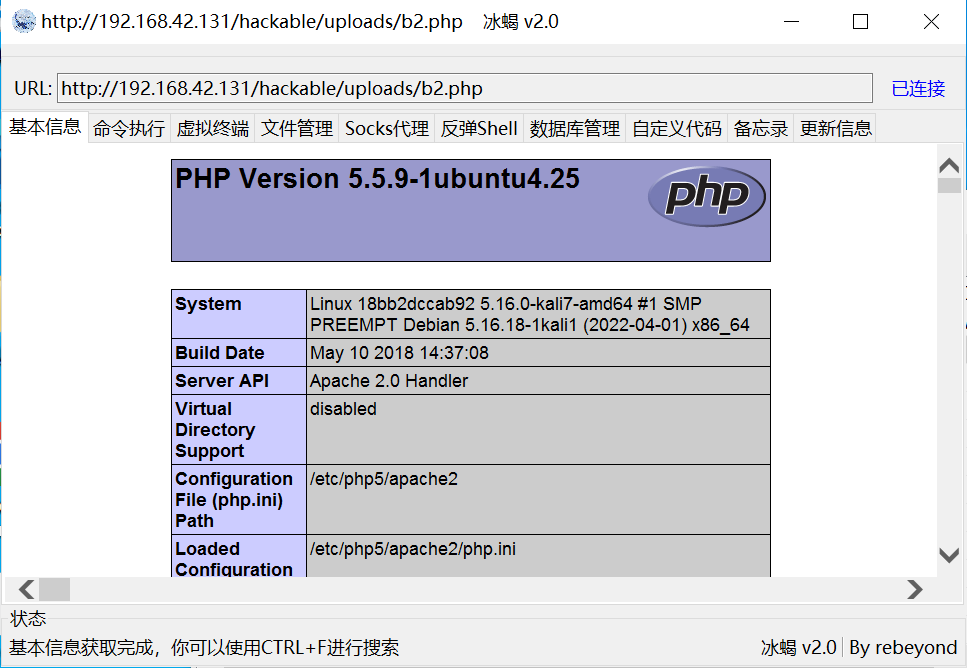 http://192.168.42.131/hackable/uploads/b2.php 冰蝎 v2.0
URL: http://192.168.42.131/hackable/uploads/b2.php 已连接
基本信息 命令执行 虚拟终端 文件管理 Socks代理 反弹Shell 数据库管理 自定义代码 备忘录 更新信息
PHP Version 5.5.9-1ubuntu4.25 php
System Linux 18bb2dccab92 5.16.0-kali7-amd64 #1 SMP
PREEMPT Debian 5.16.18-1kali1 (2022-04-01) x86_64
Build Date May 10 2018 14:37:08
Server API Apache 2.0 Handler
Virtual disabled
Directory
Support
Configuration /etc/php5/apache2
File (php.ini)
Path
Loaded /etc/php5/apache2/php.ini
Configuration
状态
基本信息获取完成，你可以使用CTRL+F进行搜索 冰蝎 v2.0 By rebeyond